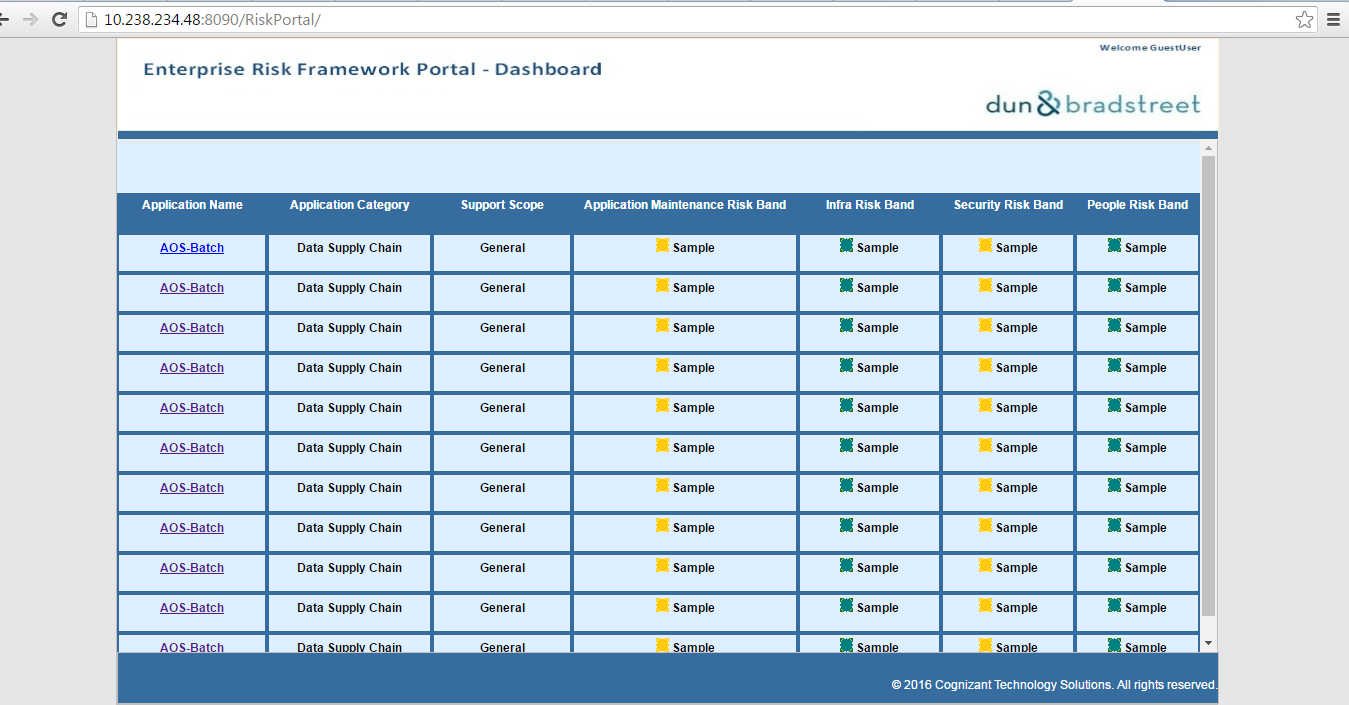 10.238.234.48:8090/RiskPortal/
Welcome GuestUser
Enterprise Risk Framework Portal - Dashboard
dun & bradstreet
Application Name Application Category Support Scope Application Maintenance Risk Band Infra Risk Band Security Risk Band People Risk Band
AOS-Batch Data Supply Chain General Sample Sample Sample Sample
AOS-Batch Data Supply Chain General Sample Sample Sample Sample
AOS-Batch Data Supply Chain General Sample Sample Sample Sample
AOS-Batch Data Supply Chain General Sample Sample Sample Sample
AOS-Batch Data Supply Chain General Sample Sample Sample Sample
AOS-Batch Data Supply Chain General Sample Sample Sample Sample
AOS-Batch Data Supply Chain General Sample Sample Sample Sample
AOS-Batch Data Supply Chain General Sample Sample Sample Sample
AOS-Batch Data Supply Chain General Sample Sample Sample Sample
AOS-Batch Data Supply Chain General Sample Sample Sample Sample
AOS-Batch Data Supply Chain General Sample Sample Sample Sample
© 2016 Cognizant Technology Solutions. All rights reserved.